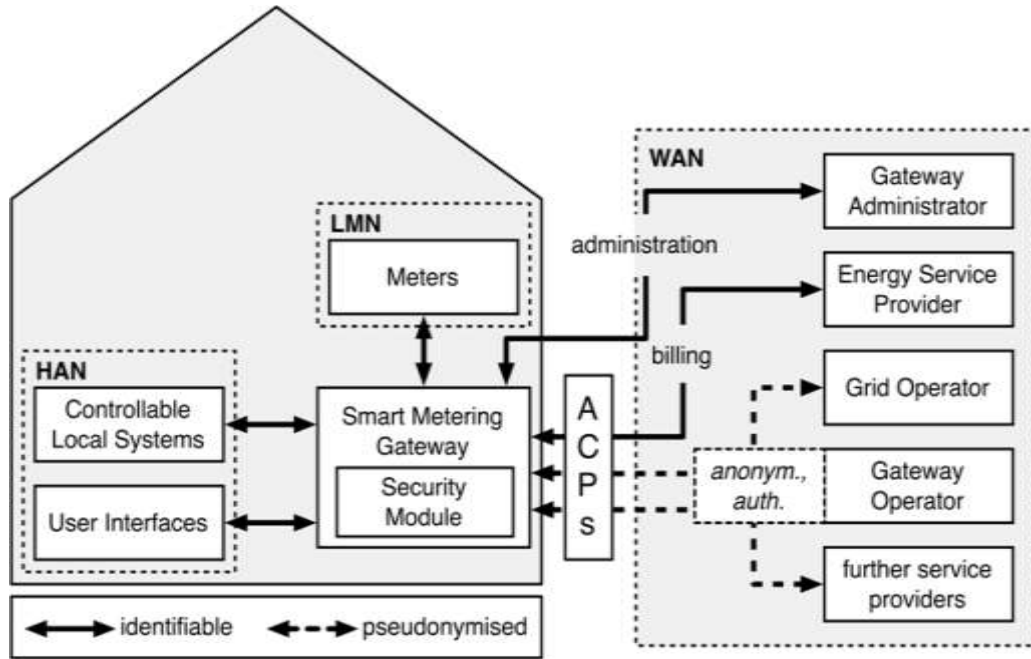 LMN
Meters
HAN
Controllable
Local Systems
User Interfaces
Smart Metering
Gateway
Security
Module
A
C
P
s
administration
billing
WAN
Gateway
Administrator
Energy Service
Provider
Grid Operator
anonym.,
auth.
Gateway
Operator
further service
providers
identifiable
pseudonymised